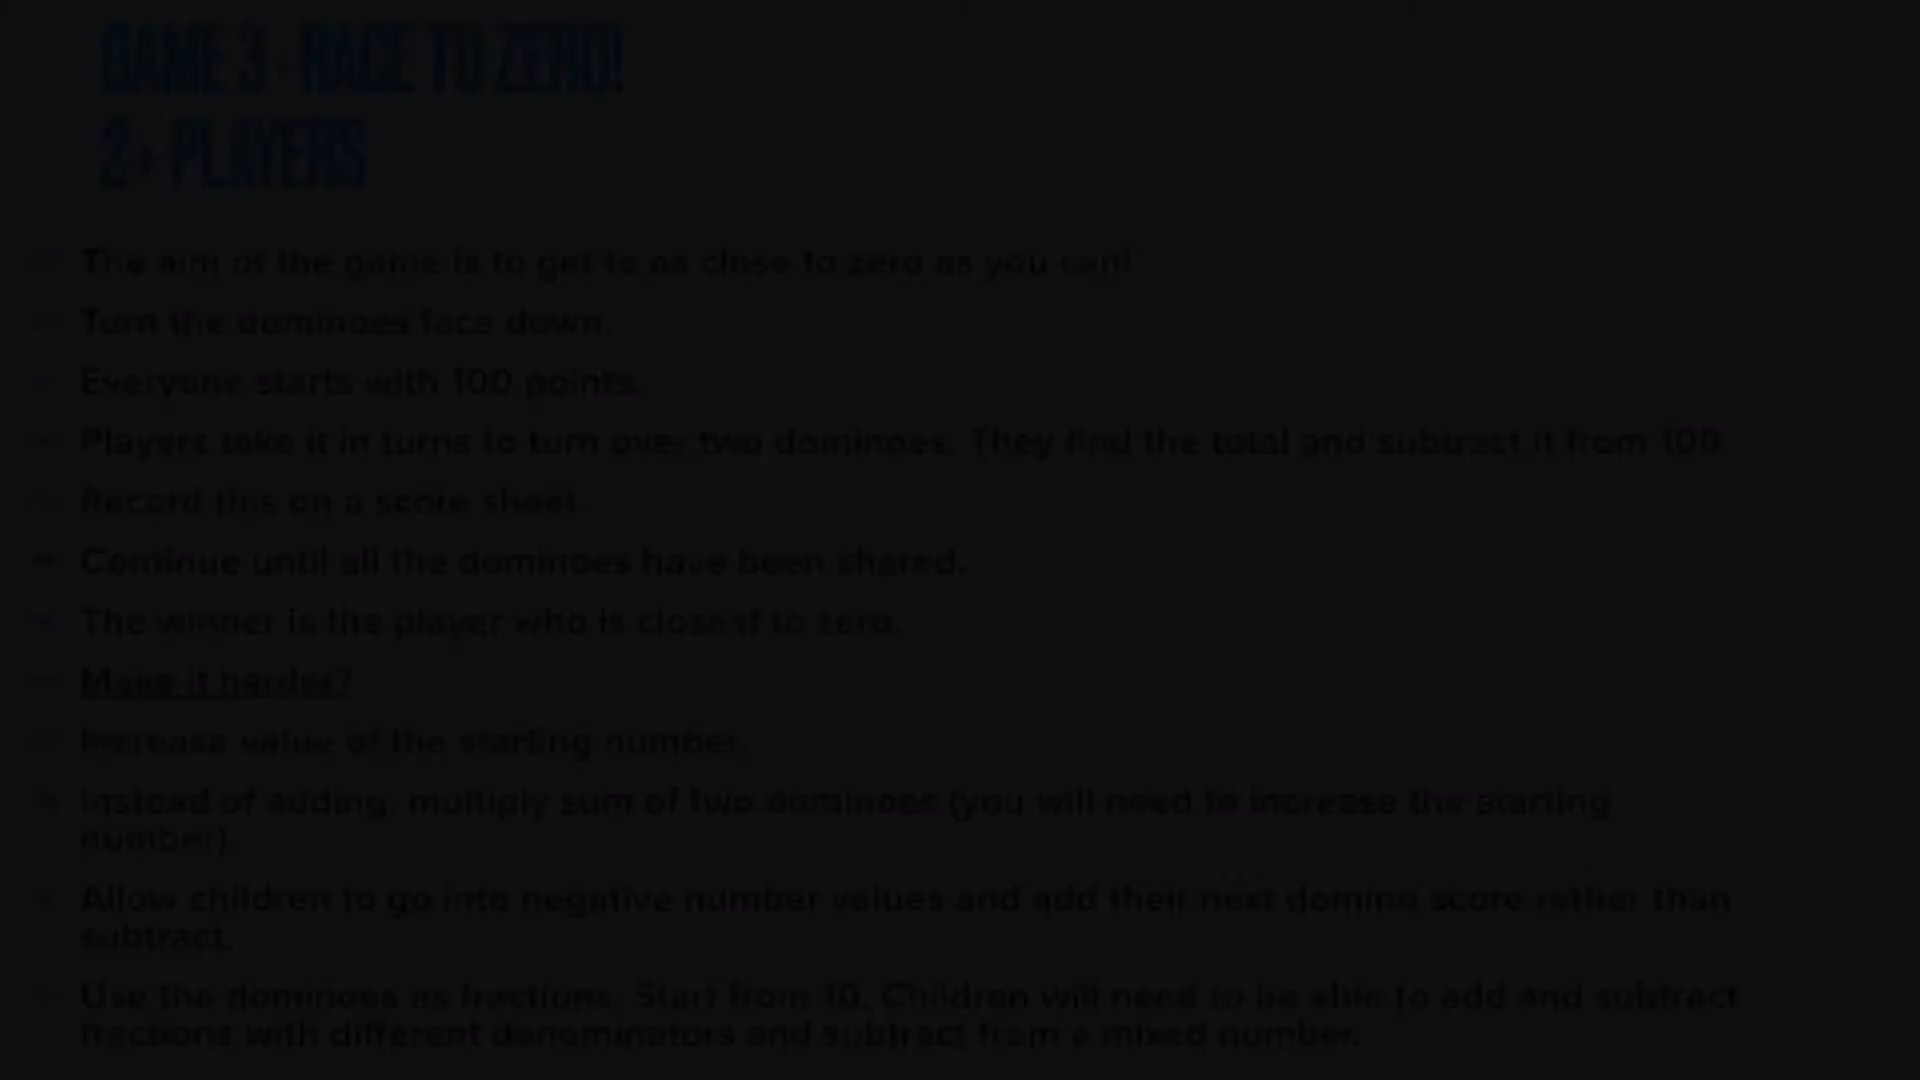 GAME 3 - RACE TO ZERO!
2+ PLAYERS
The aim of the game is to get to as close to zero as you can!
Turn the dominoes face down.
Everyone starts with 100 points.
Players take it in turns to turn over two dominoes. They find the total and subtract it from 100.
Record this on a score sheet
Continue until all the dominoes have been shared.
The winner is the player who is closest to zero.
Make it harder?
Increase value of the starting number.
Instead of adding, multiply sum of two dominoes (you will need to increase the starting
number).
Allow children to go into negative number values and add their next domino score rather than
subtract.
Use the dominoes as fractions. Start from 10. Children will need to be able to add and subtract
fractions with different denominators and subtract from a mixed number.